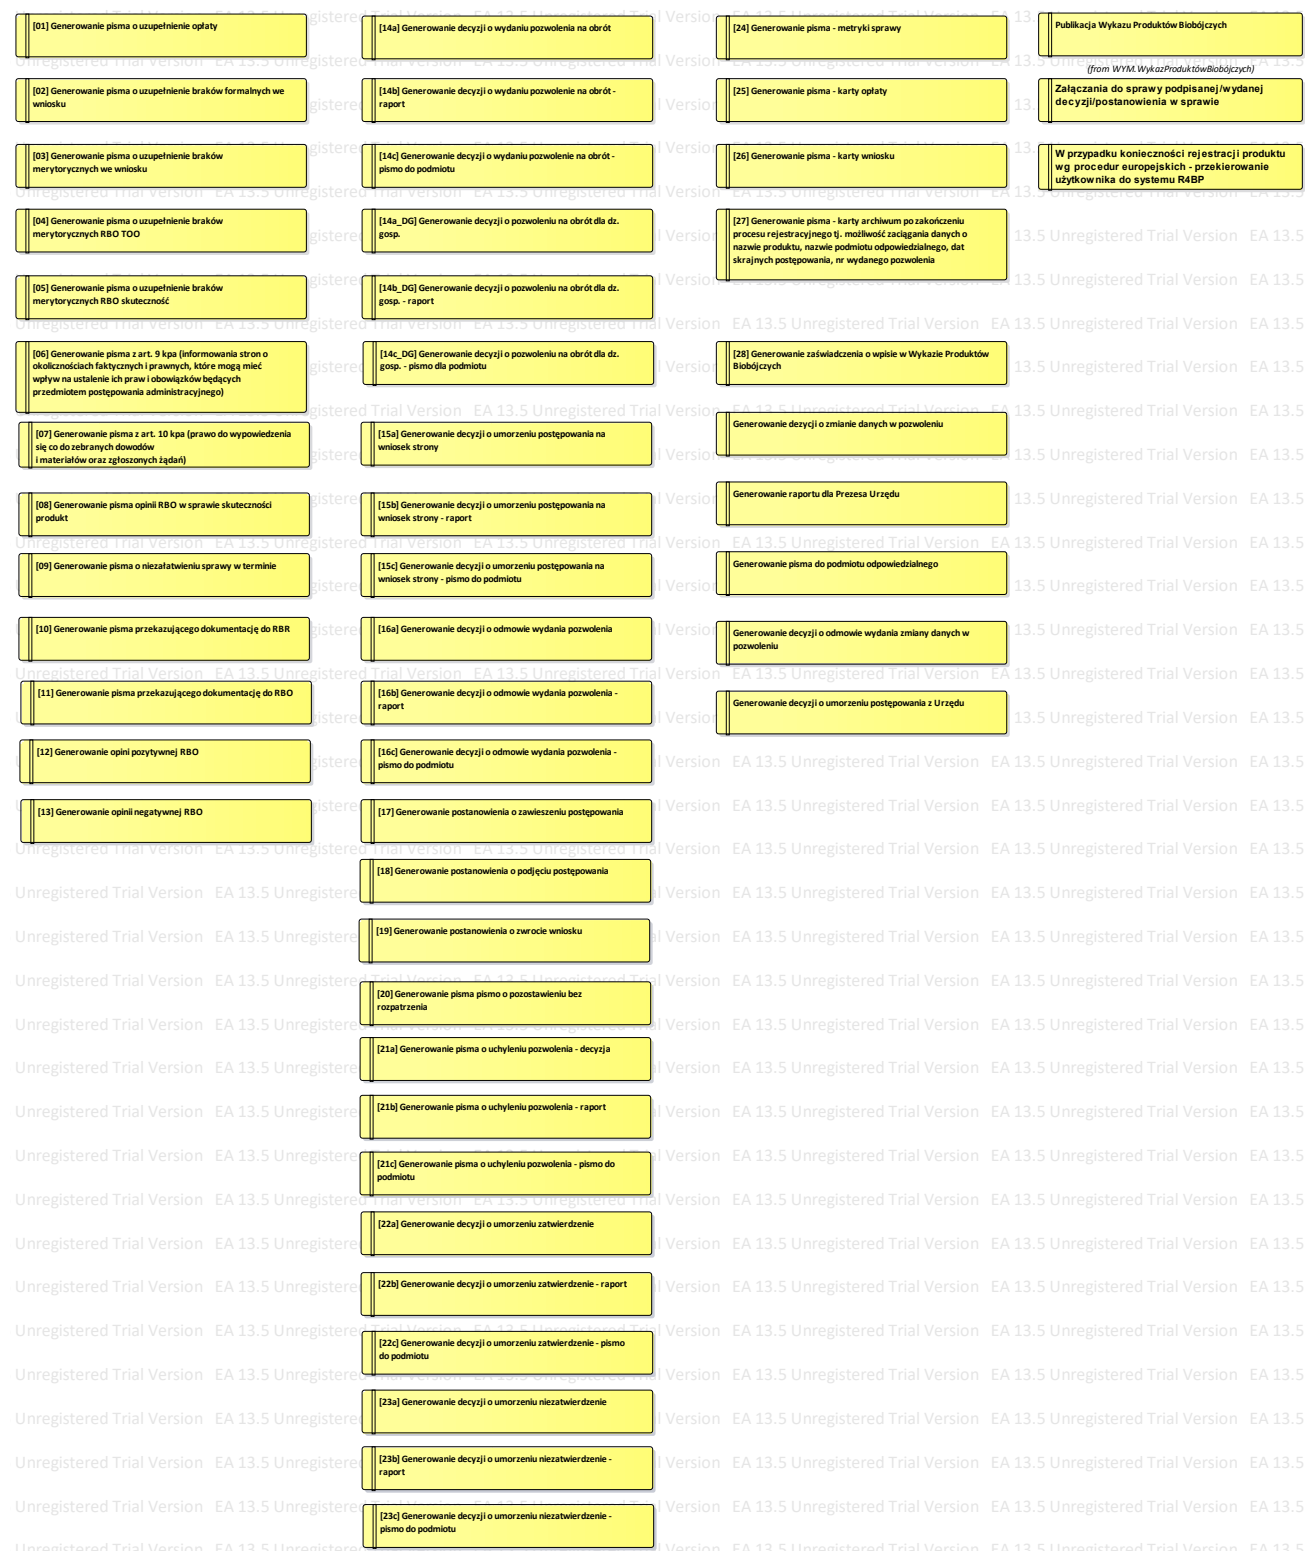 [01] Generowanie pisma o uzupełnienie opłaty
[02] Generowanie pisma o uzupełnienie braków formalnych we
wniosku
[03] Generowanie pisma o uzupełnienie braków
merytorycznych we wniosku
[04] Generowanie pisma o uzupełnienie braków
merytorycznych RBO TOO
[05] Generowanie pisma o uzupełnienie braków
merytorycznych RBO skuteczność
[06] Generowanie pisma z art. 9 kpa (informowania stron o
okolicznościach faktycznych i prawnych, które mogą mieć
wpływ na ustalenie ich praw i obowiązków będących
przedmiotem postępowania administracyjnego)
[07] Generowanie pisma z art. 10 kpa (prawo do wypowiedzenia
się co do zebranych dowodów
i materiałów oraz zgłoszonych żądań)
[08] Generowanie pisma opinii RBO w sprawie skuteczności
produkt
[09] Generowanie pisma o niezałatwieniu sprawy w terminie
[10] Generowanie pisma przekazującego dokumentację do RBR
[11] Generowanie pisma przekazującego dokumentację do RBO
[12] Generowanie opini pozytywnej RBO
[13] Generowanie opinii negatywnej RBO
[14a] Generowanie decyzji o wydaniu pozwolenia na obrót
[14b] Generowanie decyzji o wydaniu pozwolenie na obrót -
raport
[14c] Generowanie decyzji o wydaniu pozwolenie na obrót -
pismo do podmiotu
[14a_DG] Generowanie decyzji o pozwoleniu na obrót dla dz.
gosp.
[14b_DG] Generowanie decyzji o pozwoleniu na obrót dla dz.
gosp. - raport
[14c_DG] Generowanie decyzji o pozwoleniu na obrót dla dz.
gosp. - pismo dla podmiotu
[15a] Generowanie decyzji o umorzeniu postępowania na
wniosek strony
[15b] Generowanie decyzji o umorzeniu postępowania na
wniosek strony - raport
[15c] Generowanie decyzji o umorzeniu postępowania na
wniosek strony - pismo do podmiotu
[16a] Generowanie decyzji o odmowie wydania pozwolenia
[16b] Generowanie decyzji o odmowie wydania pozwolenia -
raport
[16c] Generowanie decyzji o odmowie wydania pozwolenia -
pismo do podmiotu
[17] Generowanie postanowienia o zawieszeniu postępowania
[18] Generowanie postanowienia o podjęciu postępowania
[19] Generowanie postanowienia o zwrocie wniosku
[20] Generowanie pisma pismo o pozostawieniu bez
rozpatrzenia
[21a] Generowanie pisma o uchyleniu pozwolenia - decyzja
[21b] Generowanie pisma o uchyleniu pozwolenia - raport
[21c] Generowanie pisma o uchyleniu pozwolenia - pismo do
podmiotu
[22a] Generowanie decyzji o umorzeniu zatwierdzenie
[22b] Generowanie decyzji o umorzeniu zatwierdzenie - raport
[22c] Generowanie decyzji o umorzeniu zatwierdzenie - pismo
do podmiotu
[23a] Generowanie decyzji o umorzeniu niezatwierdzenie
[23b] Generowanie decyzji o umorzeniu niezatwierdzenie -
raport
[23c] Generowanie decyzji o umorzeniu niezatwierdzenie -
pismo do podmiotu
[24] Generowanie pisma - metryki sprawy
[25] Generowanie pisma - karty opłaty
[26] Generowanie pisma - karty wniosku
[27] Generowanie pisma - karty archiwum po zakończeniu
procesu rejestracyjnego tj. możliwość zaciągania danych o
nazwie produktu, nazwie podmiotu odpowiedzialnego, dat
skrajnych postępowania, nr wydanego pozwolenia
[28] Generowanie zaświadczenia o wpisie w Wykazie Produktów
Biobójczych
Generowanie dezycji o zmianie danych w pozwoleniu
Generowanie raportu dla Prezesa Urzędu
Generowanie pisma do podmiotu odpowiedzialnego
Generowanie decyzji o odmowie wydania zmiany danych w
pozwoleniu
Generowanie decyzji o umorzeniu postępowania z Urzędu
Publikacja Wykazu Produktów Biobójczych
(from WYM.WykazProduktówBiobójczych)
Załączania do sprawy podpisanej/wydanej
decyzji/postanowienia w sprawie
W przypadku konieczności rejestracji produktu
wg procedur europejskich - przekierowanie
użytkownika do systemu R4BP